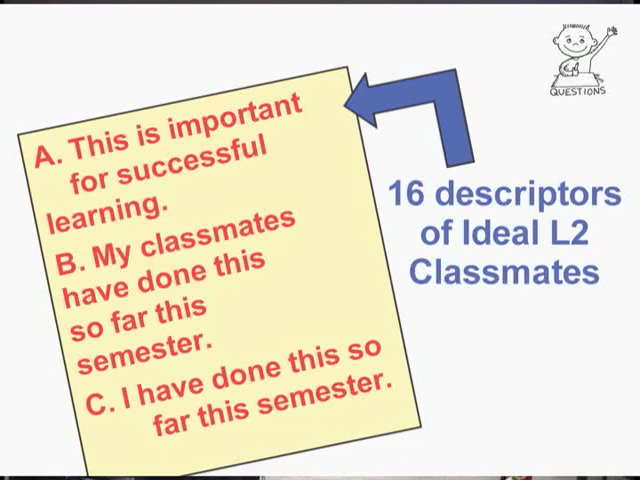 QUESTIONS
A. This is important
for successful
learning.
B. My classmates
have done this
so far this
semester.
C. I have done this so
far this semester.
16 descriptors
of Ideal L2
Classmates